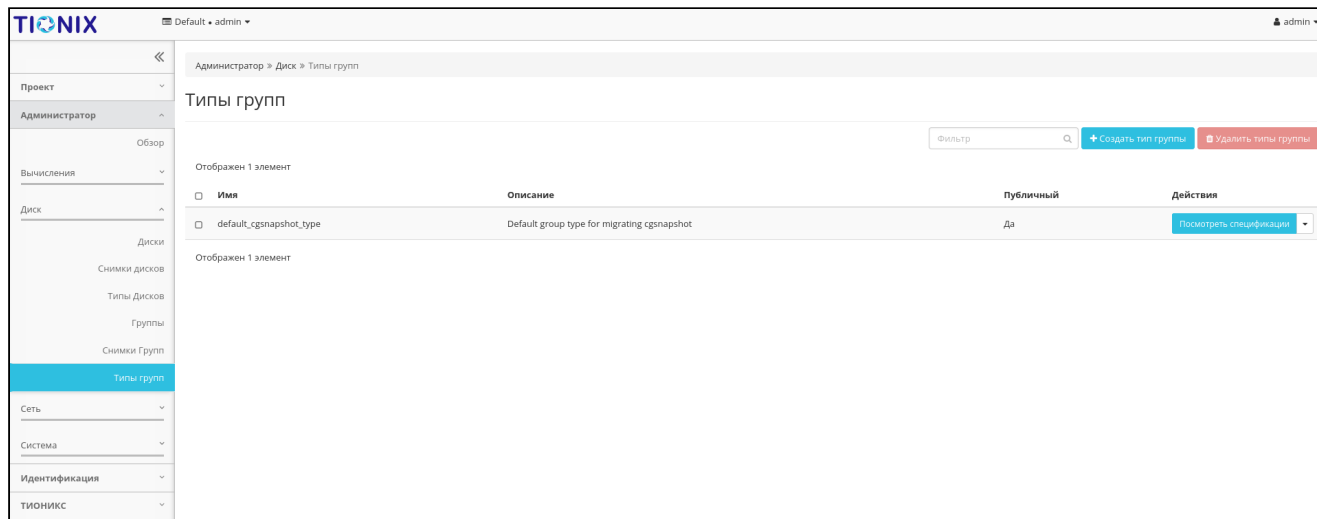 TIONIX
Default • admin
admin
Администратор » Диск » Типы групп
Проект
Администратор
Обзор
Вычисления
Диск
Диски
Снимки дисков
Типы Дисков
Группы
Снимки Групп
Типы групп
Сеть
Система
Идентификация
ТИОНИКС
Типы групп
Фильтр
+ Создать тип группы
Удалить типы группы
Отображен 1 элемент
Имя Описание Публичный Действия
default_cgsnapshot_type Default group type for migrating cgsnapshot Да Посмотреть спецификации
Отображен 1 элемент